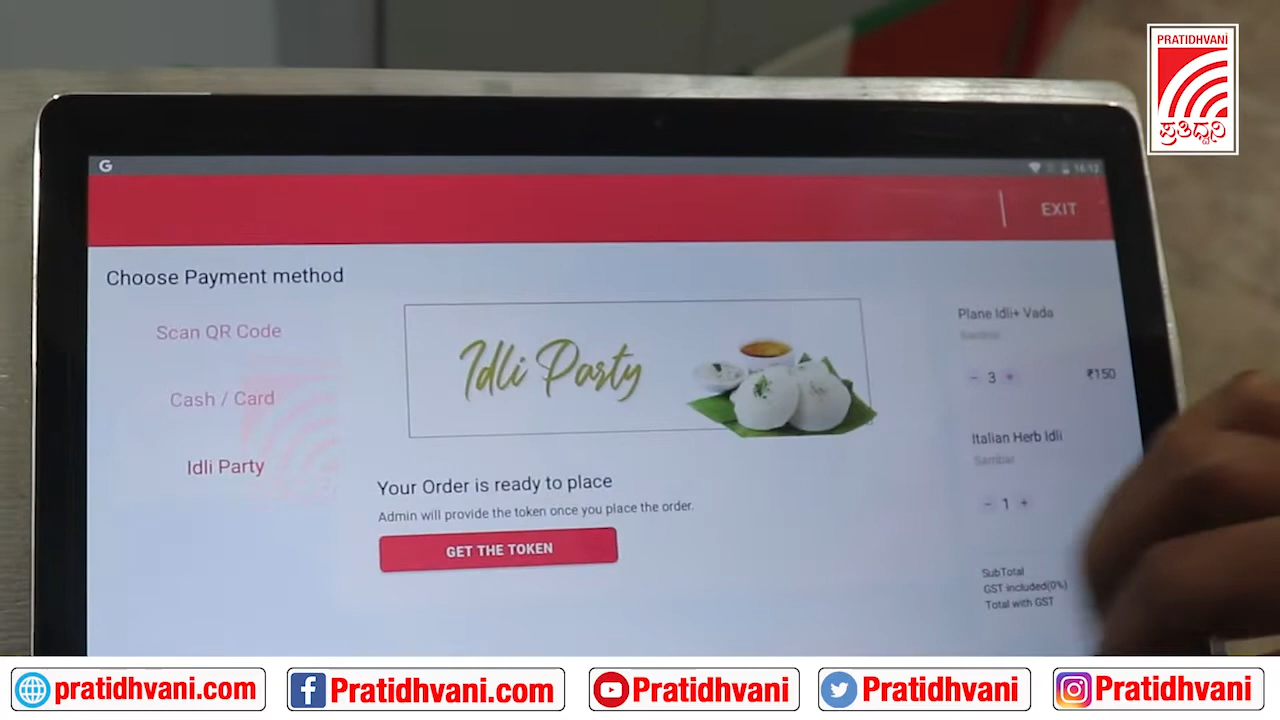 PRATIDHVANi
ಪ್ರತಿಧ್ವನಿ
G
16:12
EXIT
Choose Payment method
Scan QR Code
Cash / Card
Idli Party
Idli Party
Your Order is ready to place
Admin will provide the token once you place the order.
GET THE TOKEN
Plane Idli+ Vada
Sambar
- 3 +
₹150
Italian Herb Idli
Sambar
- 1 +
SubTotal
GST included(0%)
Total with GST
pratidhvani.com
Pratidhvani.com
Pratidhvani
Pratidhvani
Pratidhvani